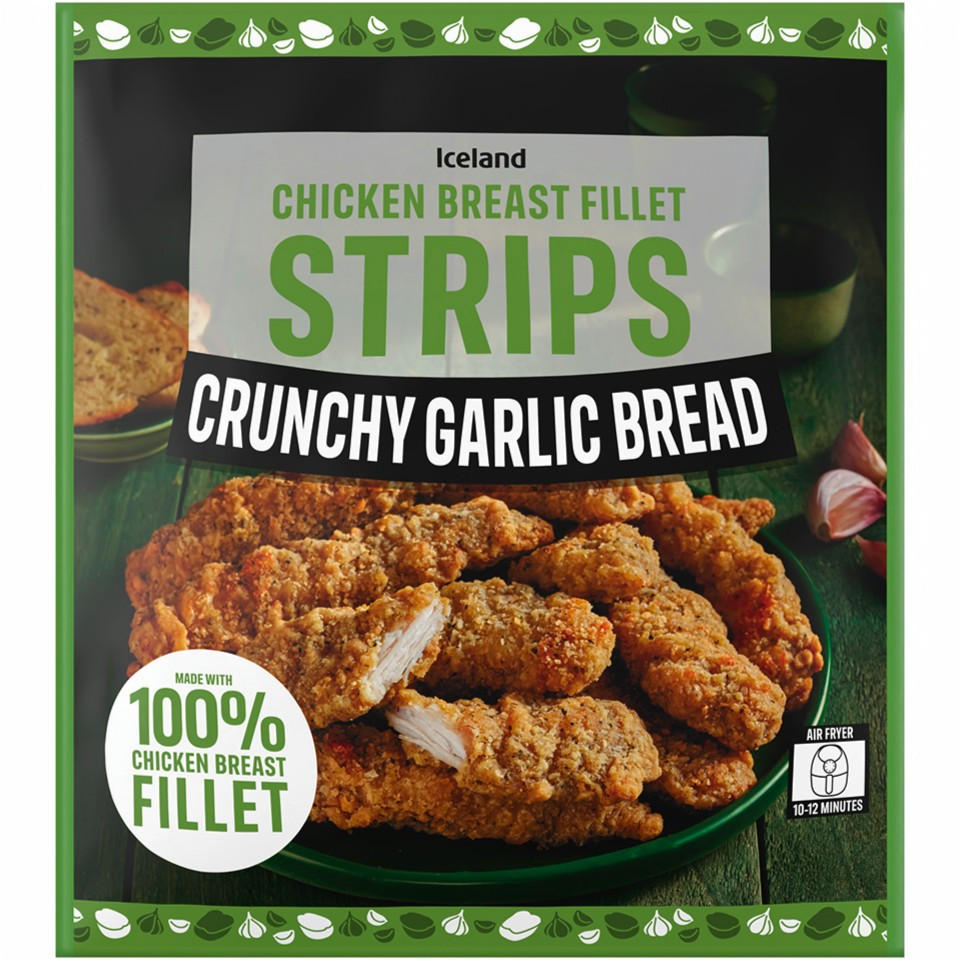 Iceland
CHICKEN BREAST FILLET
STRIPS
CRUNCHY GARLIC BREAD
MADE WITH
100%
CHICKEN BREAST
FILLET
AIR FRYER
10-12 MINUTES